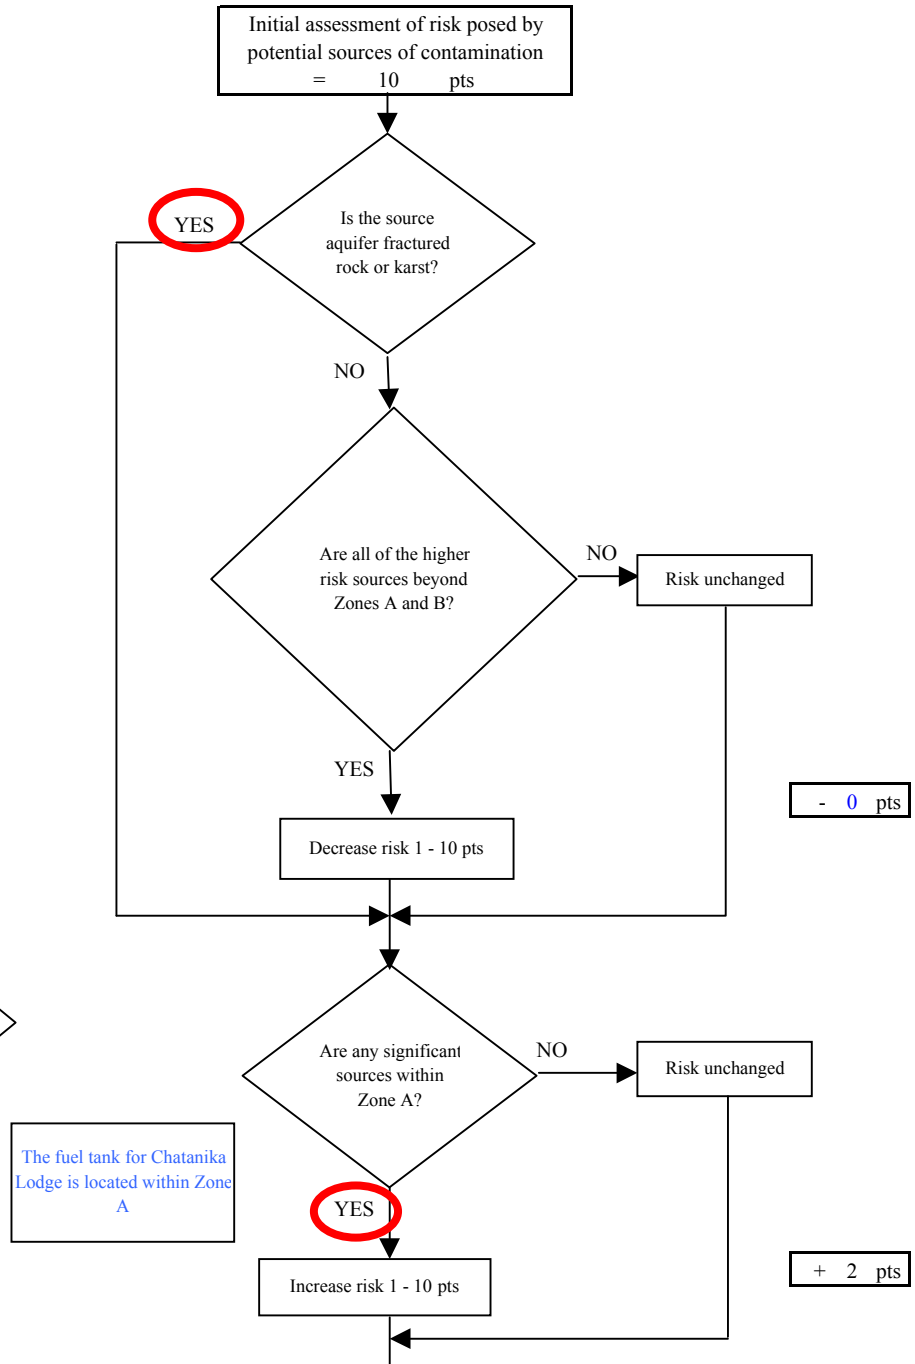 Initial assessment of risk posed by
potential sources of contamination
= 10 pts
YES
Is the source
aquifer fractured
rock or karst?
NO
Are all of the higher
risk sources beyond
Zones A and B?
NO
Risk unchanged
YES
- 0 pts
Decrease risk 1 - 10 pts
Are any significant
sources within
Zone A?
NO
Risk unchanged
The fuel tank for Chatanika
Lodge is located within Zone
A
YES
+ 2 pts
Increase risk 1 - 10 pts